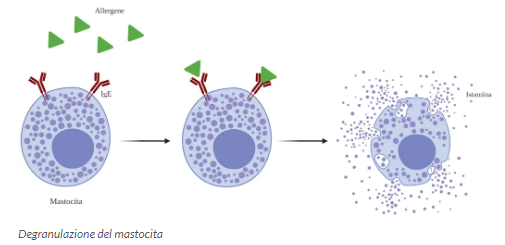 Allergene
IgE
Istamina
Mastocita
Degranulazione del mastocita